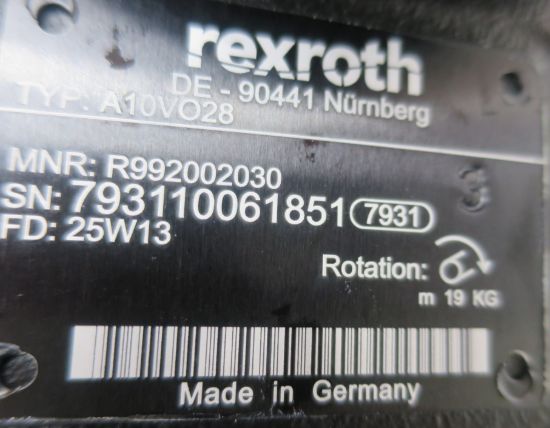 rexroth
DE - 90441 Nürnberg
TYP: A10VO28
MNR: R992002030
SN: 793110061851 7931
FD: 25W13
3
Rotation:
m 19 KG
Made in Germany